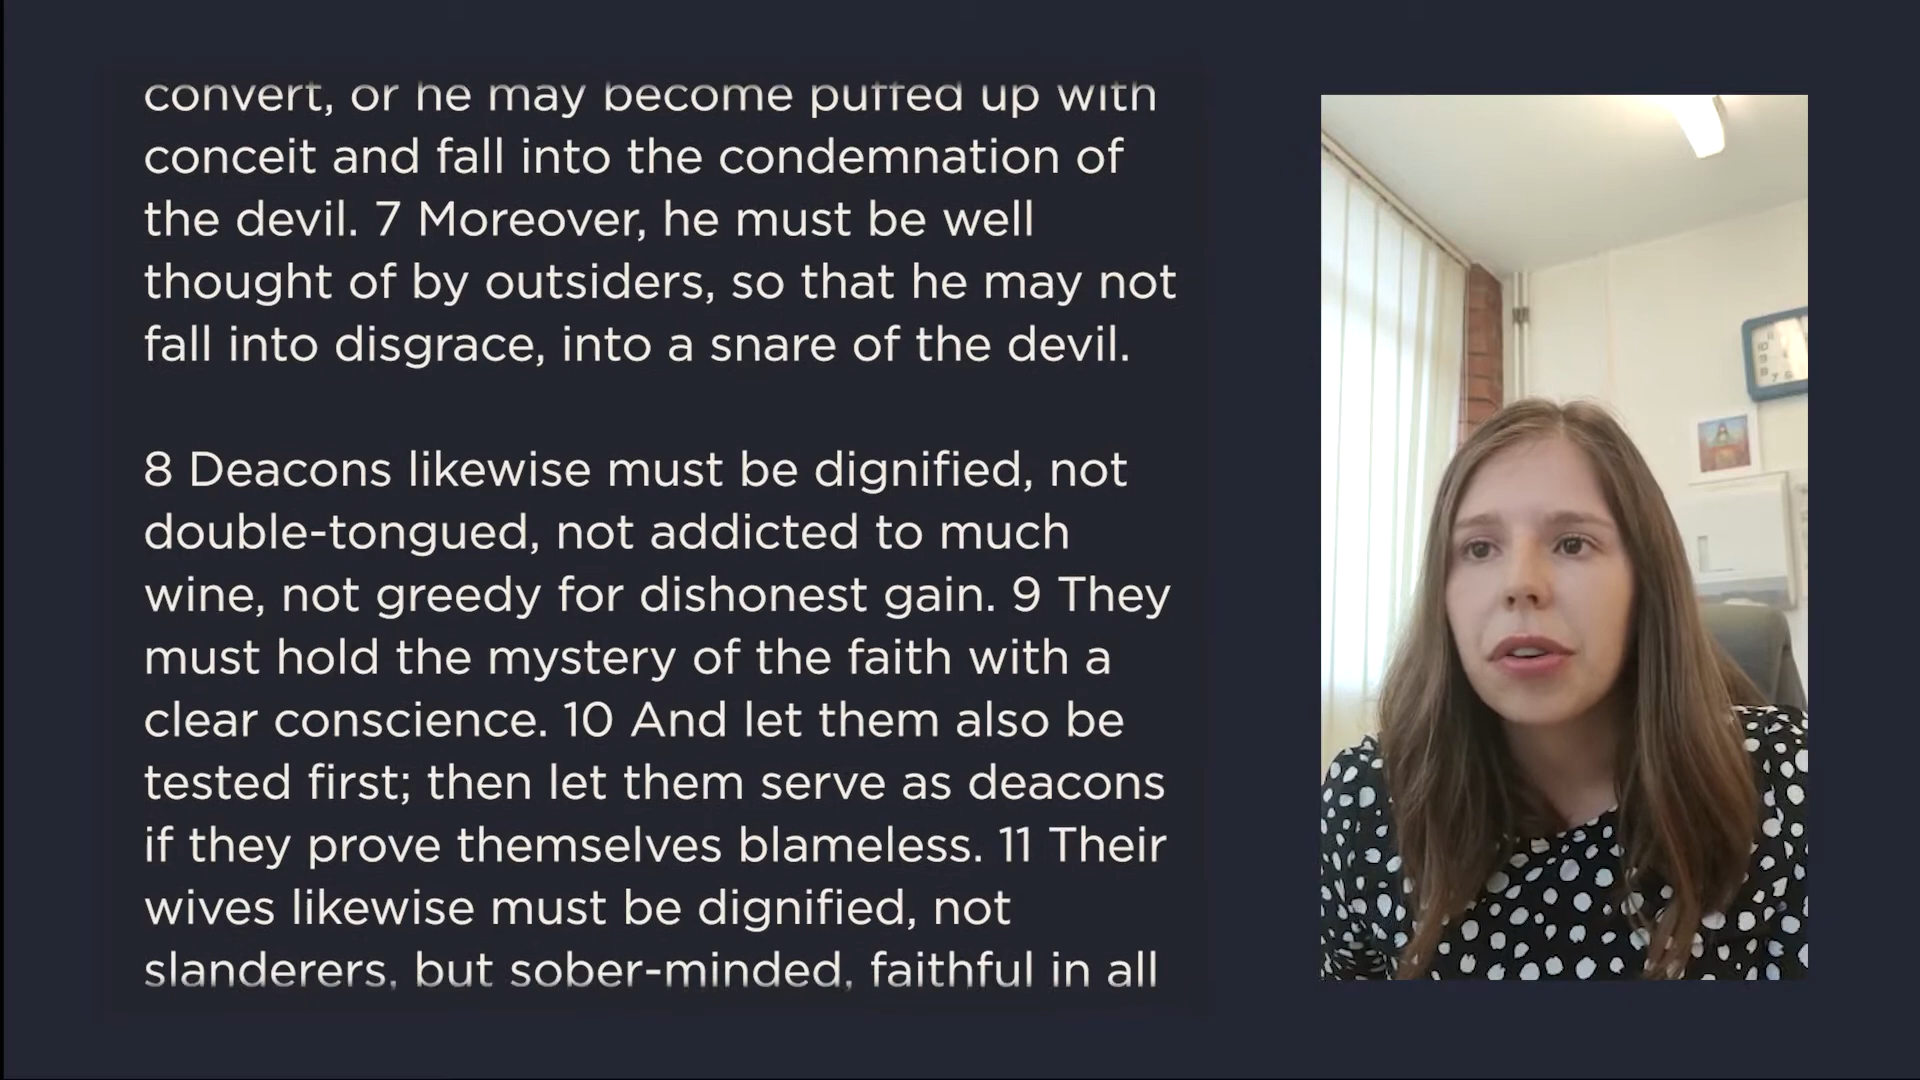 convert, or he may become puffed up with
conceit and fall into the condemnation of
the devil. 7 Moreover, he must be well
thought of by outsiders, so that he may not
fall into disgrace, into a snare of the devil.
8 Deacons likewise must be dignified, not
double-tongued, not addicted to much
wine, not greedy for dishonest gain. 9 They
must hold the mystery of the faith with a
clear conscience. 10 And let them also be
tested first; then let them serve as deacons
if they prove themselves blameless. 11 Their
wives likewise must be dignified, not
slanderers, but sober-minded, faithful in all